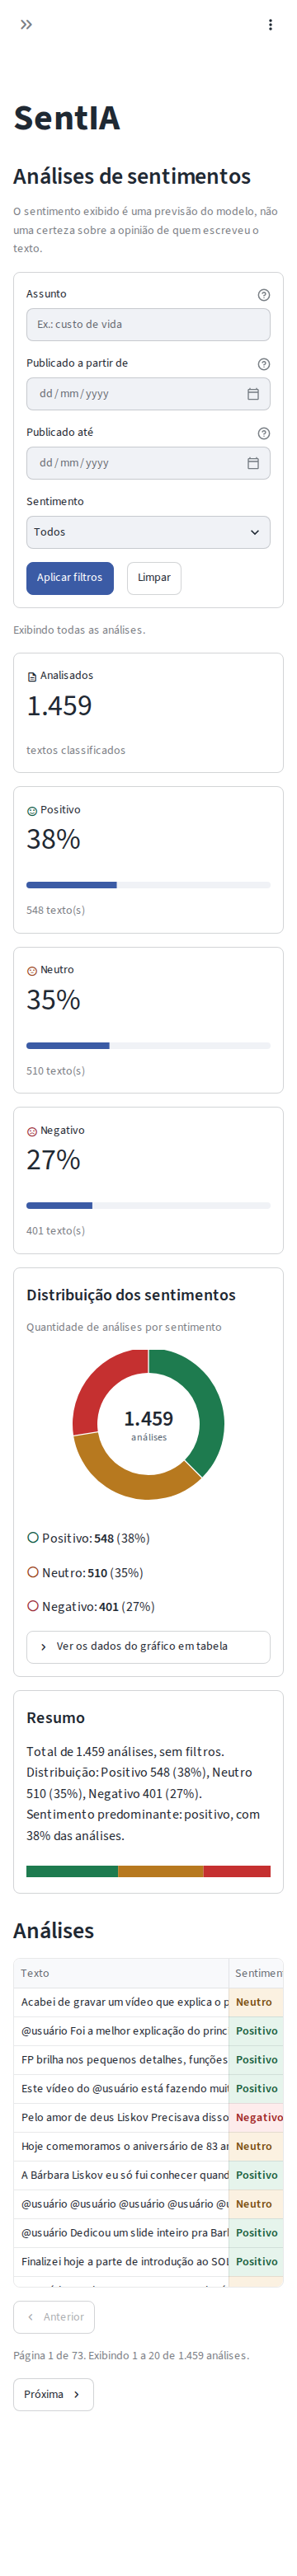 SentIA
Análises de sentimentos
O sentimento exibido é uma previsão do modelo, não
uma certeza sobre a opinião de quem escreveu o
texto.
Assunto
Ex.: custo de vida
Publicado a partir de
dd/mm/yyyy
Publicado até
dd/mm/yyyy
Sentimento
Todos
Aplicar filtros
Limpar
Exibindo todas as análises.
Analisados
1.459
textos classificados
Positivo
38%
548 texto(s)
Neutro
35%
510 texto(s)
Negativo
27%
401 texto(s)
Distribuição dos sentimentos
Quantidade de análises por sentimento
1.459
análises
Positivo: 548 (38%)
Neutro: 510 (35%)
Negativo: 401 (27%)
Ver os dados do gráfico em tabela
Resumo
Total de 1.459 análises, sem filtros.
Distribuição: Positivo 548 (38%), Neutro
510 (35%), Negativo 401 (27%).
Sentimento predominante: positivo, com
38% das análises.
Análises
Texto Sentimen
Acabei de gravar um vídeo que explica o p Neutro
@usuário Foi a melhor explicação do princ Positivo
FP brilha nos pequenos detalhes, funções Positivo
Este vídeo do @usuário está fazendo muit Positivo
Pelo amor de deus Liskov Precisava disso Negativo
Hoje comemoramos o aniversário de 83 ar Neutro
A Bárbara Liskov eu só fui conhecer quand Positivo
@usuário @usuário @usuário @usuário @u Neutro
@usuário Dedicou um slide inteiro pra Barl Positivo
Finalizei hoje a parte de introdução ao SOL Positivo
Anterior
Página 1 de 73. Exibindo 1 a 20 de 1.459 análises.
Próxima